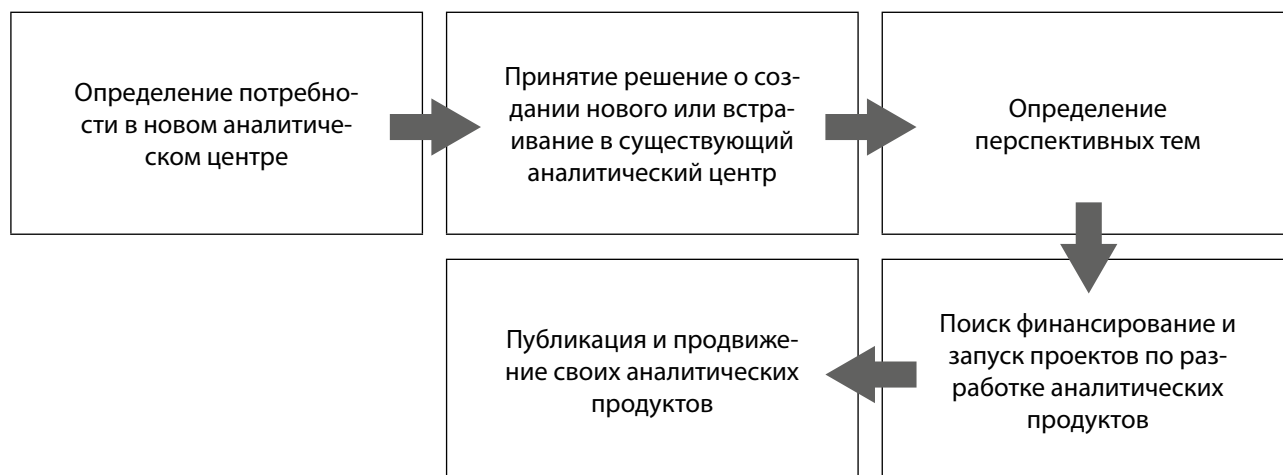 Определение потребно-
сти в новом аналитиче-
ском центре
Принятие решение о соз-
дании нового или встра-
ивание в существующий
аналитический центр
Определение
перспективных тем
Поиск финансирование и
запуск проектов по раз-
работке аналитических
продуктов
Публикация и продвиже-
ние своих аналитических
продуктов